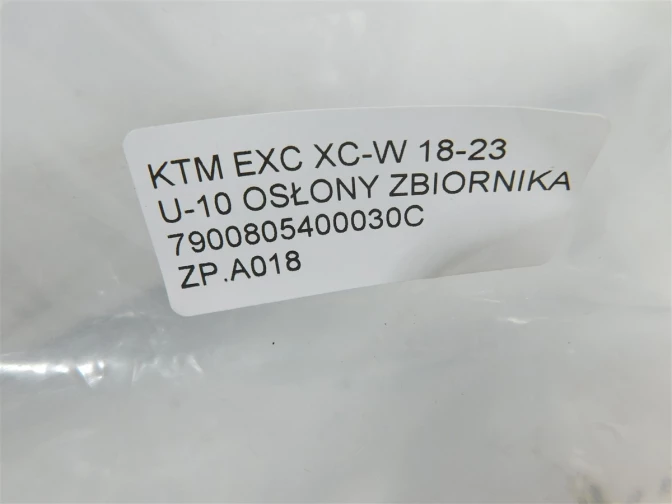 KTM EXC XC-W 18-23
U-10 OSŁONY ZBIORNIKA
7900805400030C
ZP.A018